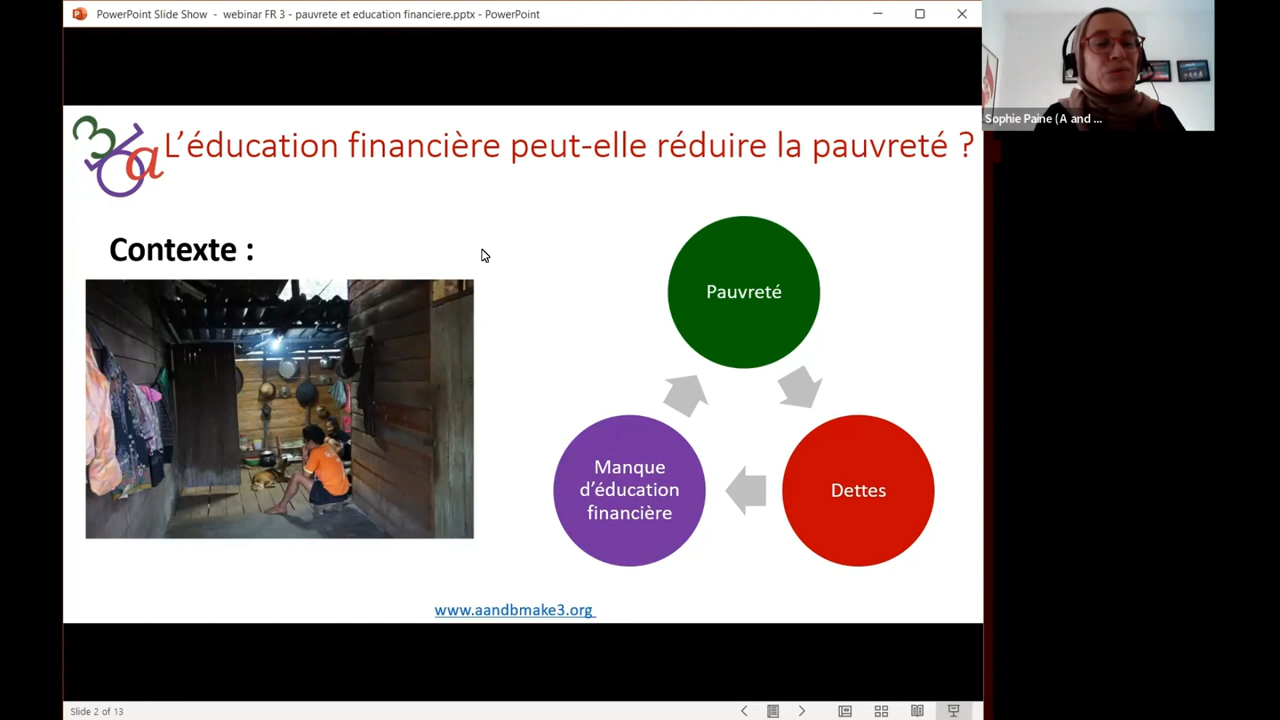 PowerPoint Slide Show - webinar FR 3 - pauvrete et education financiere.pptx - PowerPoint
Sophie Paine (A and ...
L’éducation financière peut-elle réduire la pauvreté ?
Contexte :
Pauvreté
Manque
d’éducation
financière
Dettes
www.aandbmake3.org
Slide 2 of 13